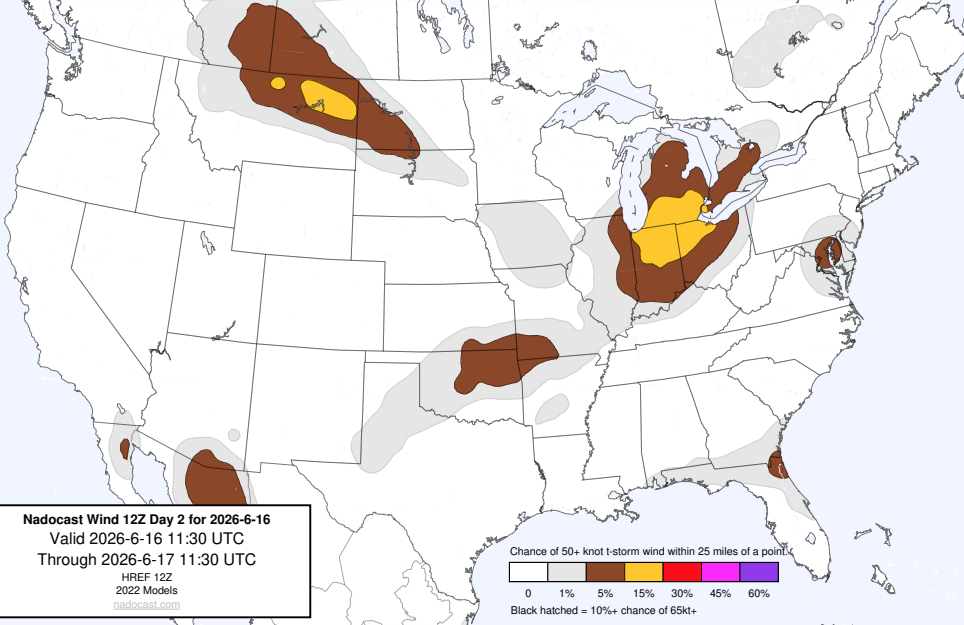 Nadocast Wind 12Z Day 2 for 2026-6-16
Valid 2026-6-16 11:30 UTC
Through 2026-6-17 11:30 UTC
HREF 12Z
2022 Models
nadocast.com
Chance of 50+ knot t-storm wind within 25 miles of a point.
0 1% 5% 15% 30% 45% 60%
Black hatched = 10%+ chance of 65kt+